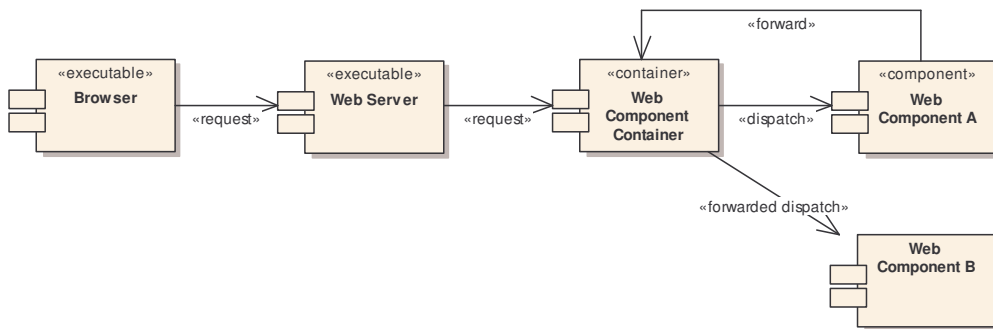 «forward»
«executable»
Browser
«request»
«executable»
Web Server
«request»
«container»
Web
Component
Container
«dispatch»
«component»
Web
Component A
«forwarded dispatch»
Web
Component B